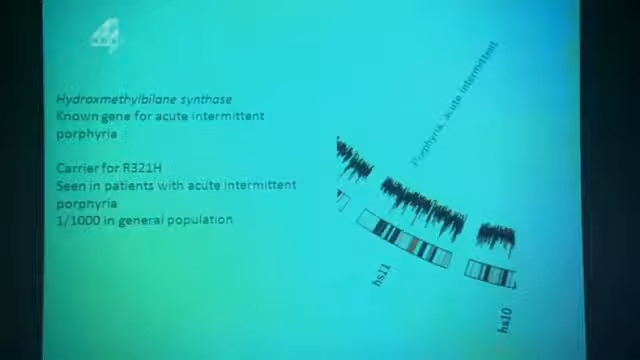 Hydroxmethylbilane synthase
Known gene for acute intermittent
porphyria
Carrier for R321H
Seen in patients with acute intermittent
porphyria
1/1000 in general population
Porphyria, acute intermittent
hs11
hs10
4